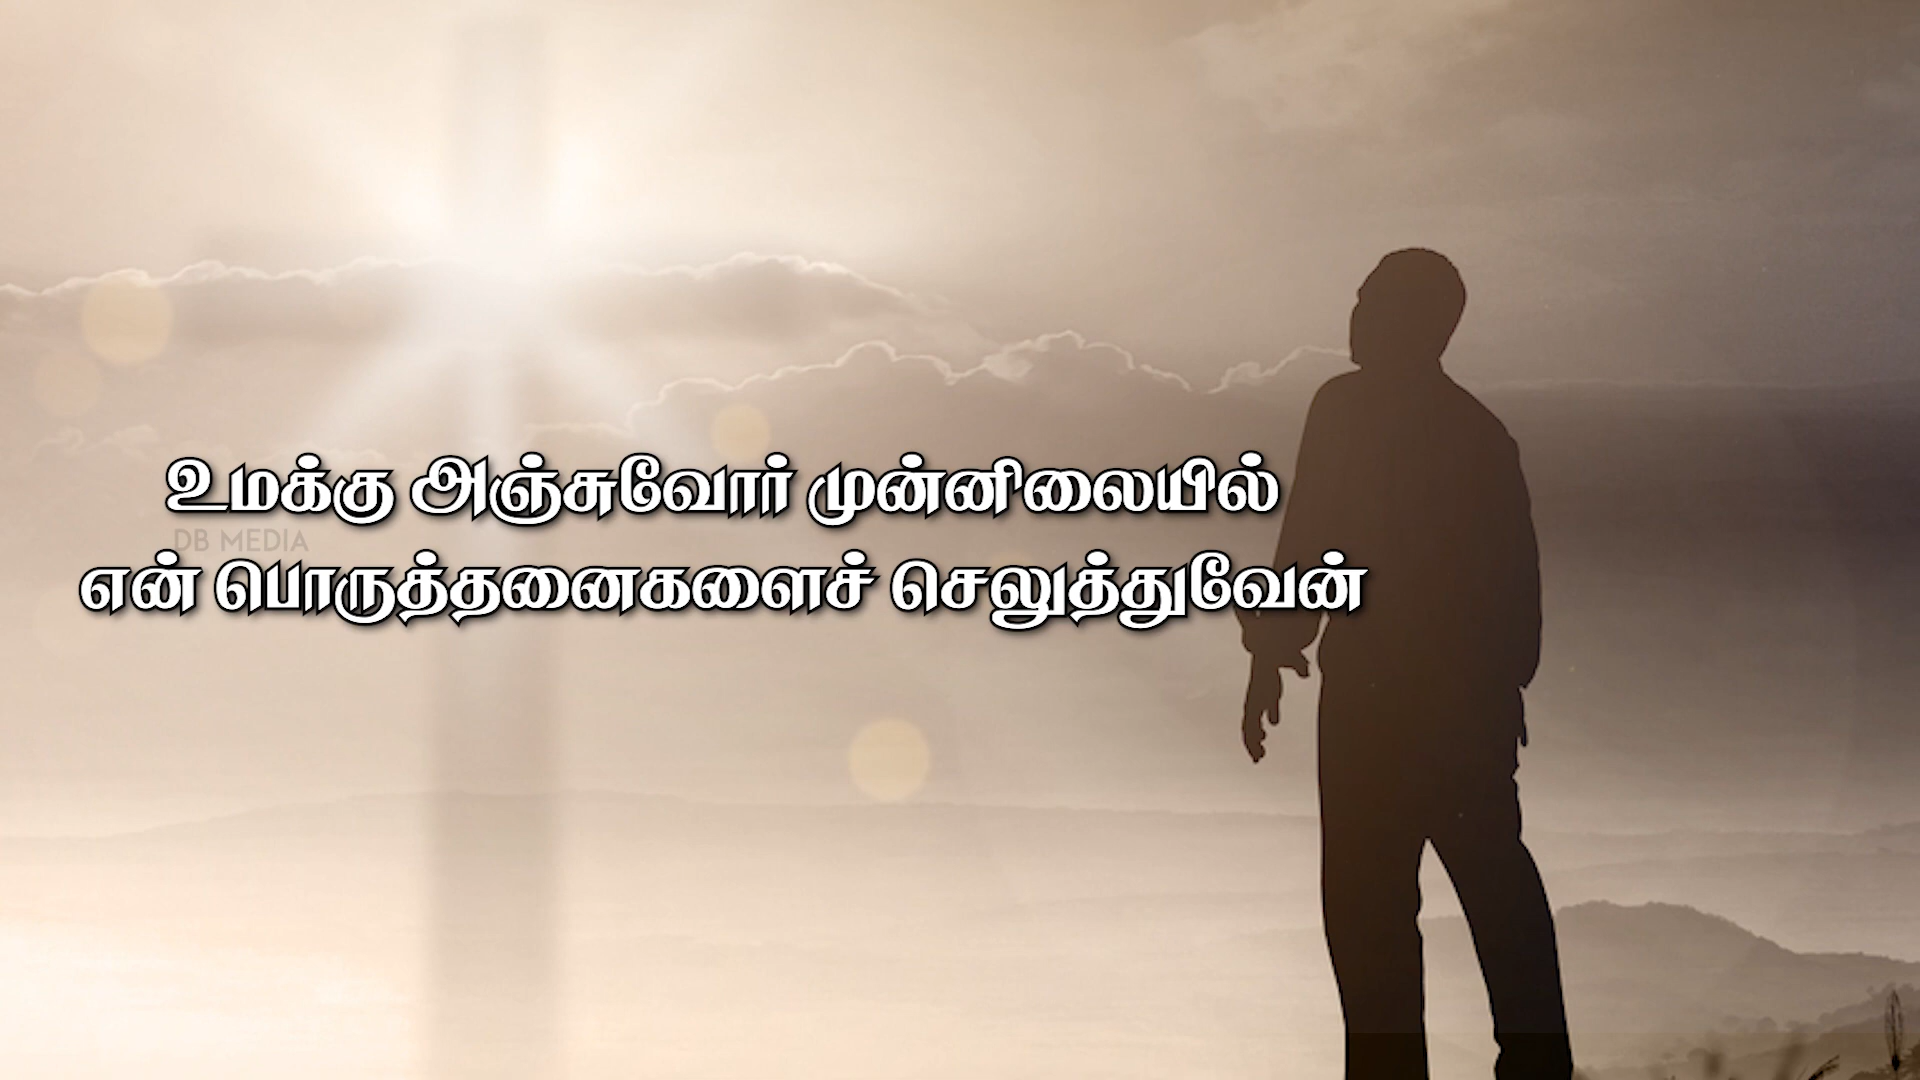 உமக்கு அஞ்சுவோர் முன்னிலையில்
DB MEDIA
என் பொருத்தனைகளைச் செலுத்துவேன்